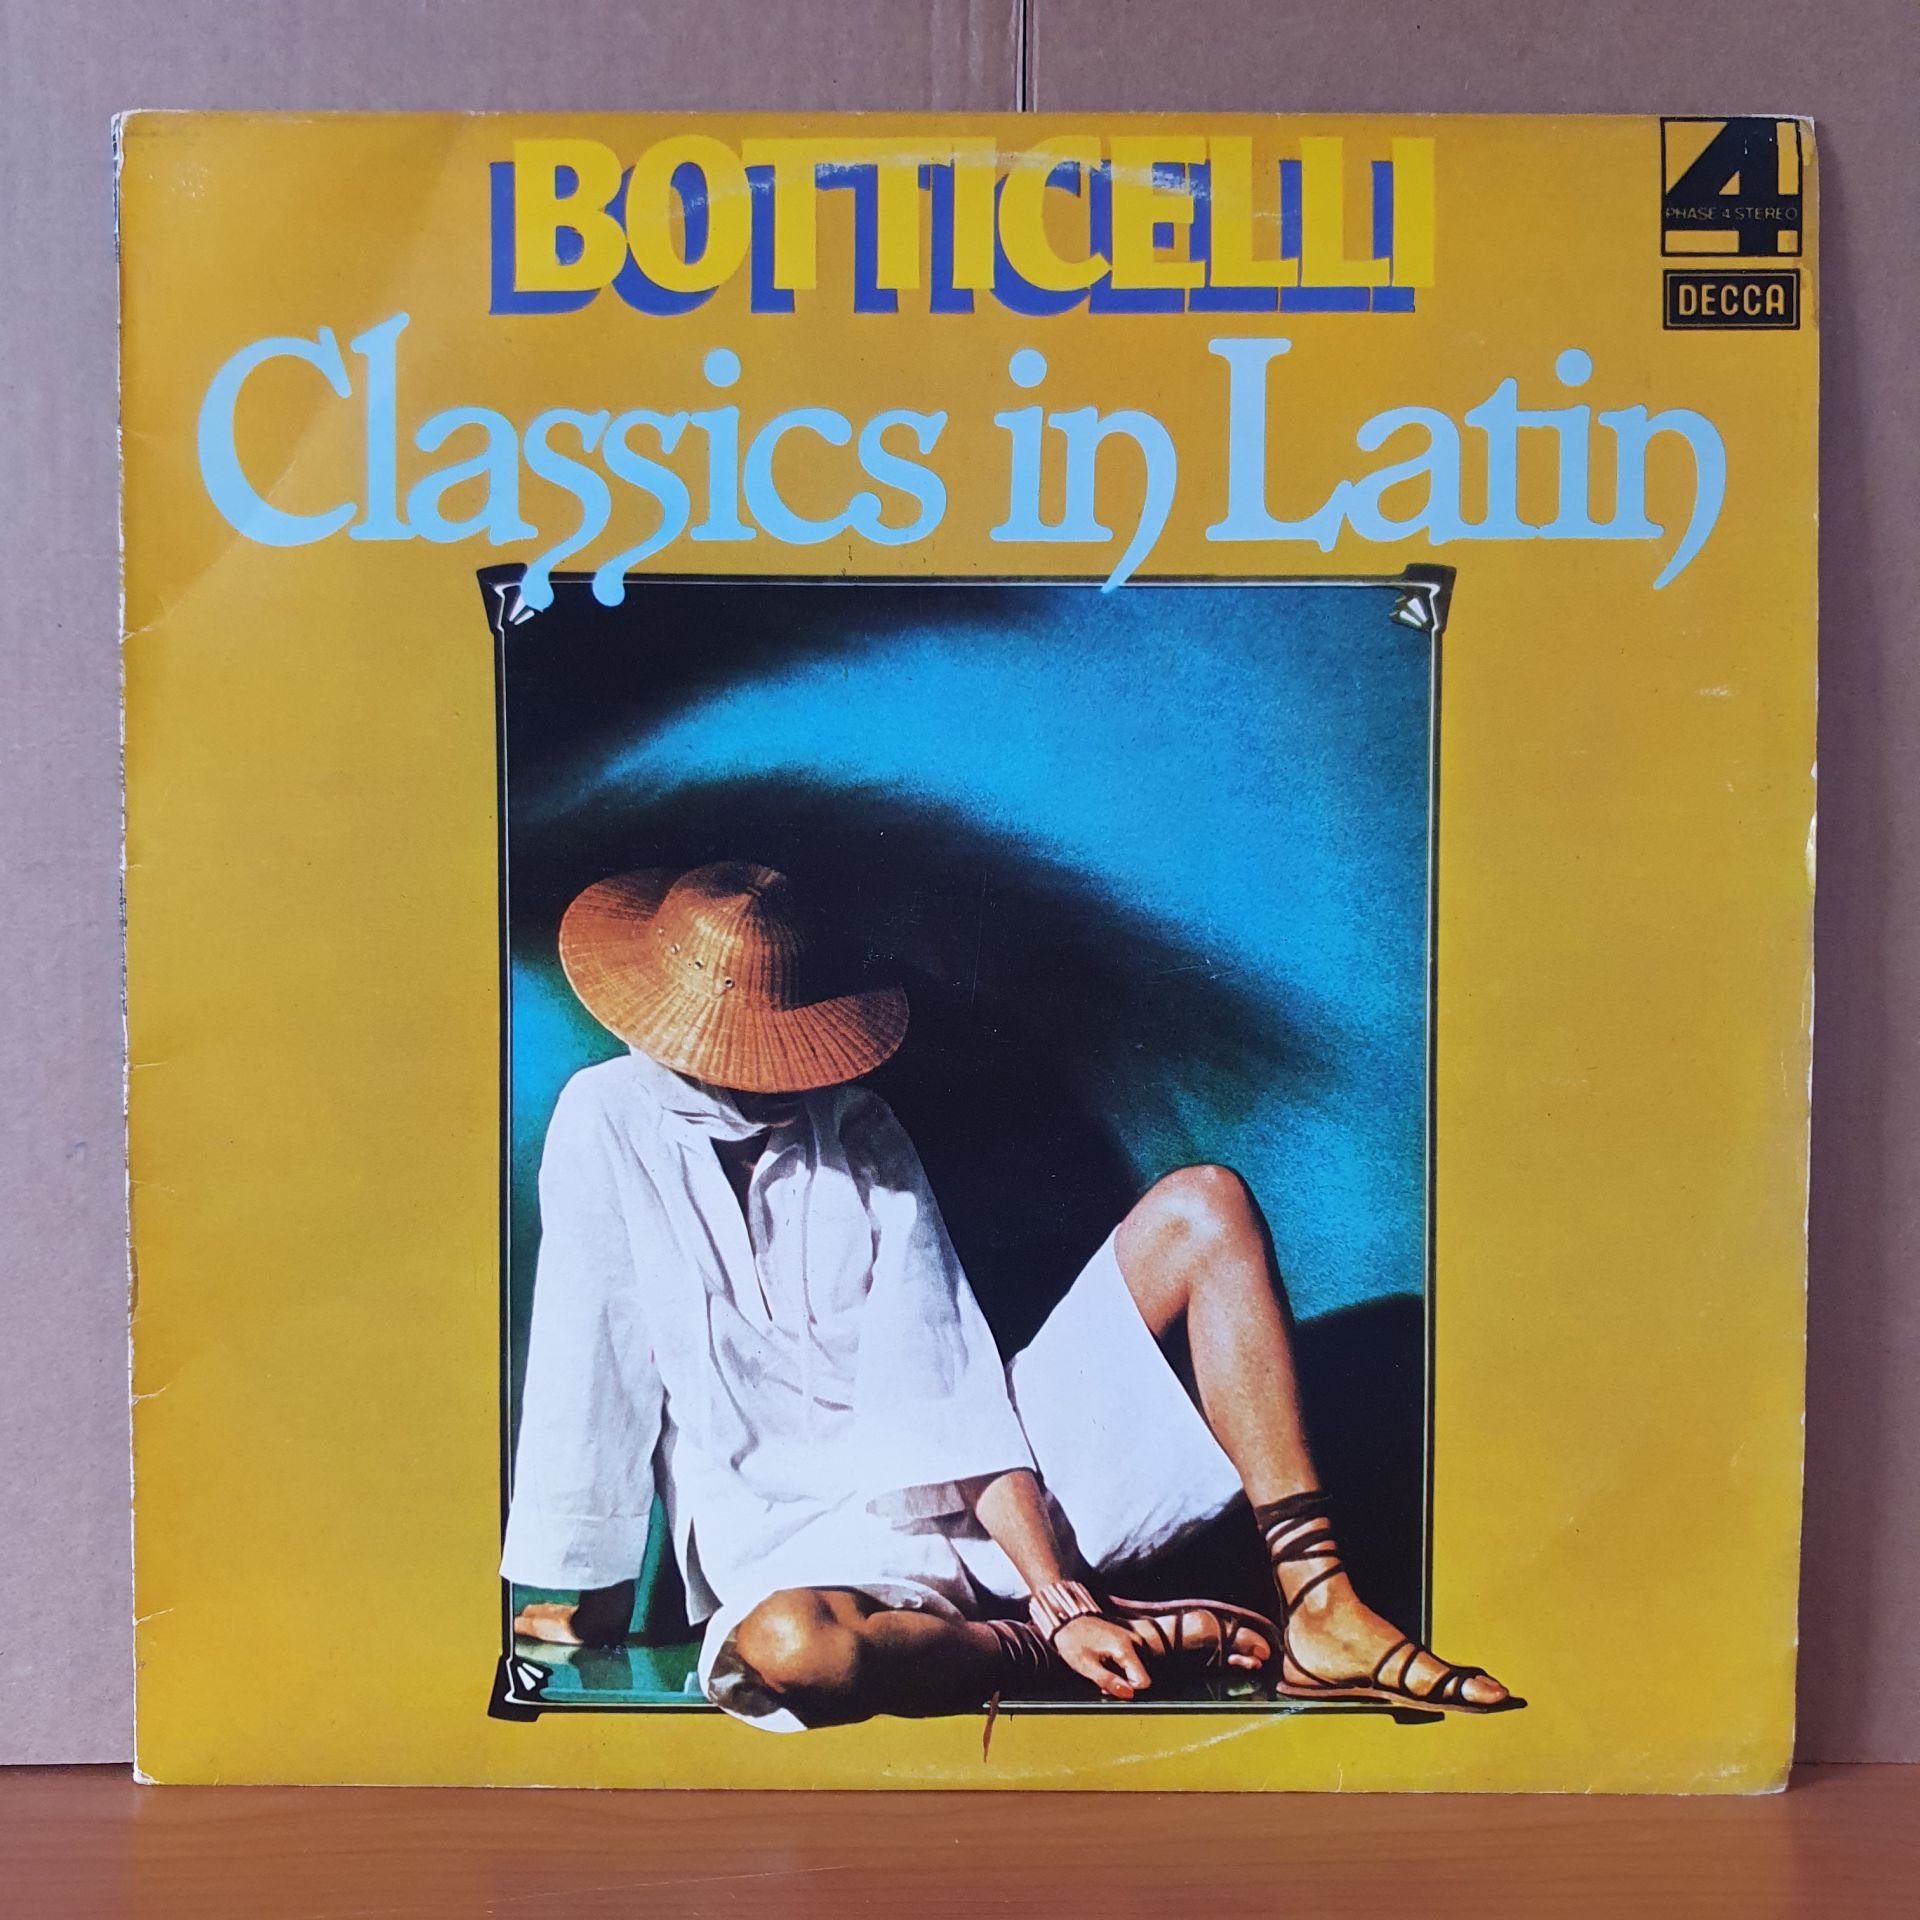 BOTTICELLI
4
PHASE 4 STEREO
DECCA
Classics in Latin